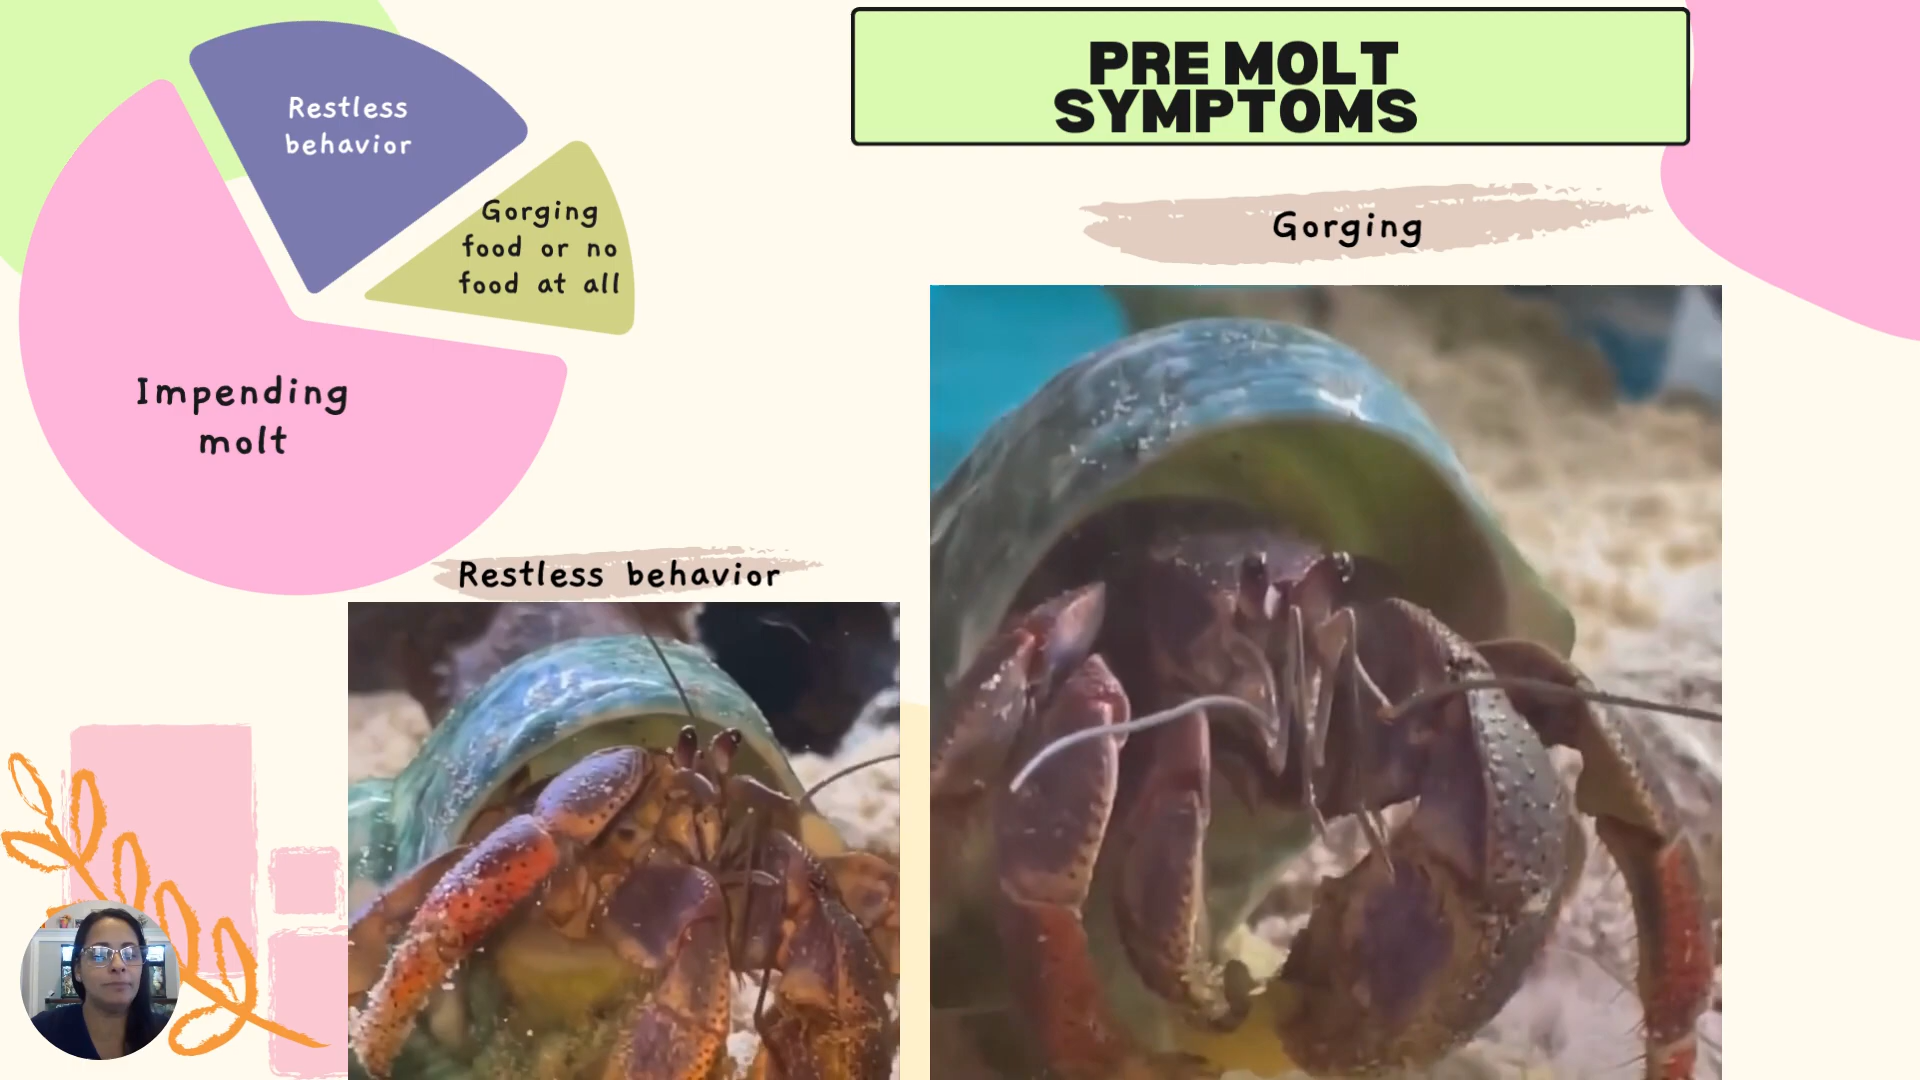 PRE MOLT
SYMPTOMS
Restless
behavior
Gorging
food or no
food at all
Impending
molt
Gorging
Restless behavior